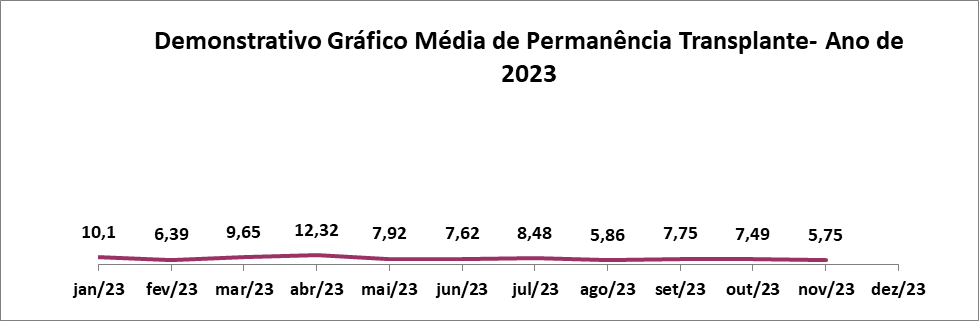 Demonstrativo Gráfico Média de Permanência Transplante- Ano de
2023
10,1 6,39 9,65 12,32 7,92 7,62 8,48 5,86 7,75 7,49 5,75
jan/23 fev/23 mar/23 abr/23 mai/23 jun/23 jul/23 ago/23 set/23 out/23 nov/23 dez/23